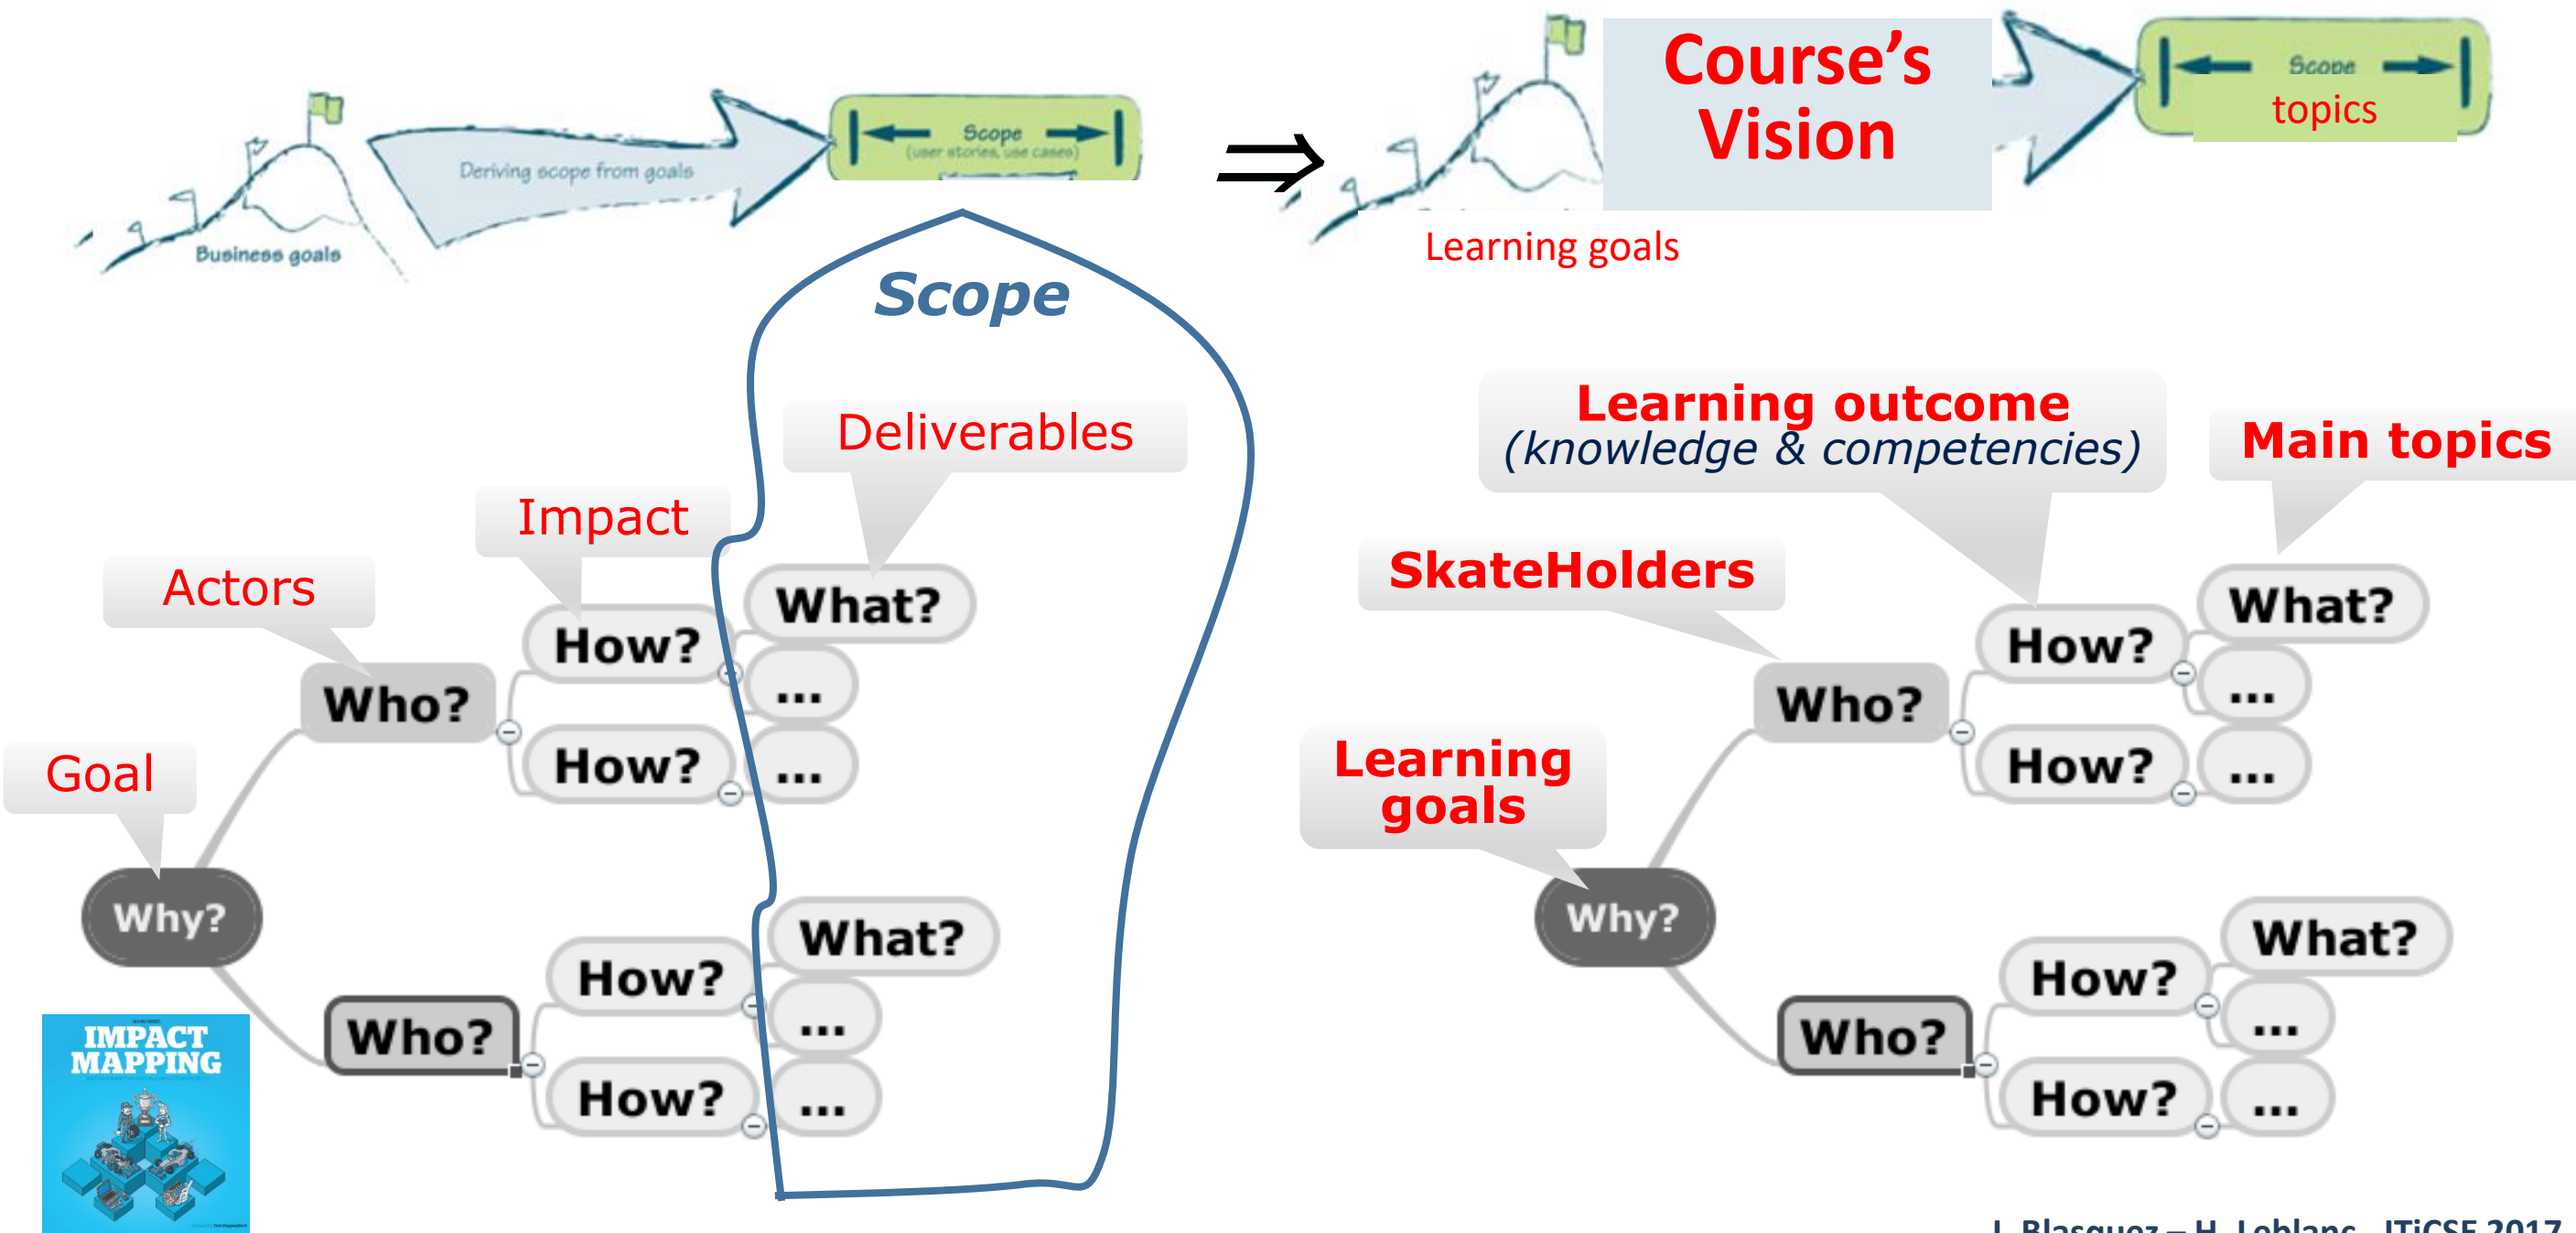 Deriving scope from goals
Scope
(user stories, use cases)
Business goals
⇒
Course's
Vision
Scope
topics
Learning goals
Scope
Deliverables
Impact
Actors
Goal
What?
How?
...
Who?
How?
...
Why?
What?
How?
...
Who?
How?
...
IMPACT
MAPPING
Learning outcome
(knowledge & competencies)
Main topics
SkateHolders
Learning
goals
What?
How?
...
Who?
How?
...
Why?
What?
How?
...
Who?
How?
...
Blasquez – H. Leblanc ITiCSE 2017